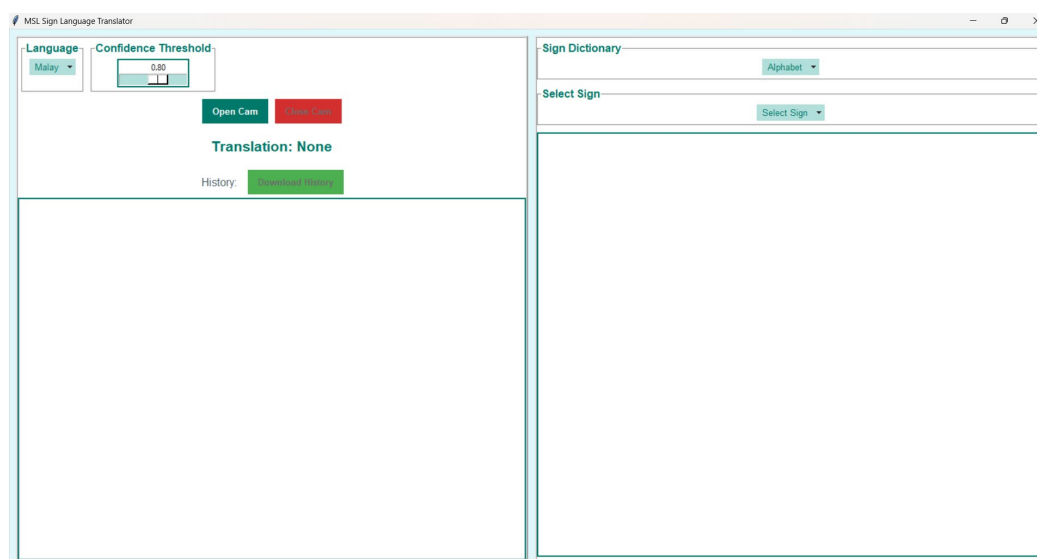 MSL Sign Language Translator
Language
Malay
Confidence Threshold
0.80
Open Cam
Close Cam
Translation: None
History:
Download History
Sign Dictionary
Alphabet
Select Sign
Select Sign